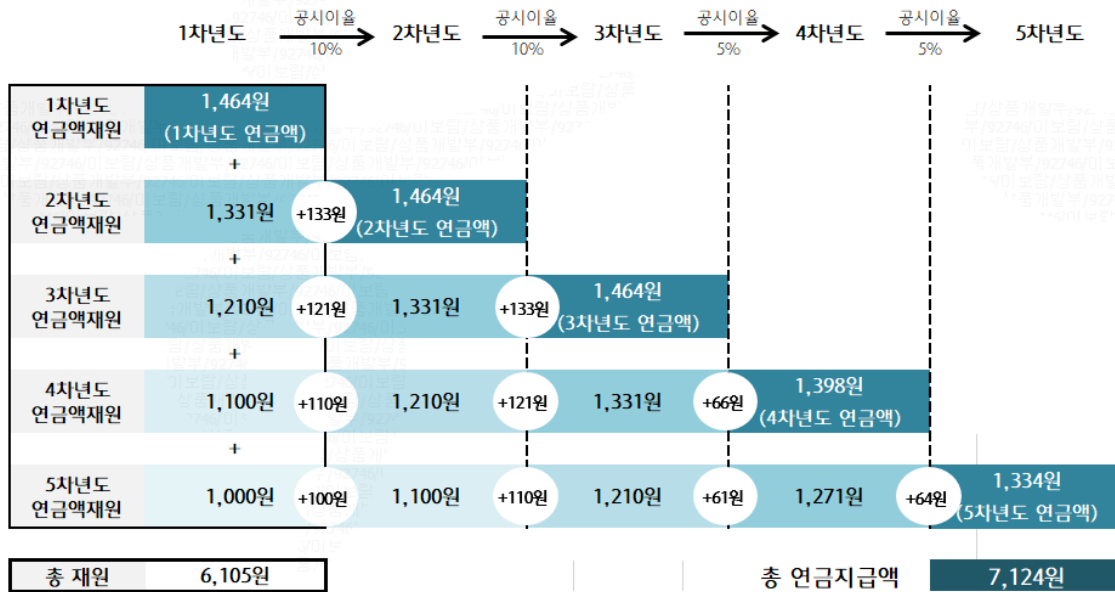 1차년도 공시이율 10% 2차년도 공시이율 10% 3차년도 공시이율 5% 4차년도 공시이율 5% 5차년도
1차년도 연금액재원
1,464원
(1차년도 연금액)
+
2차년도 연금액재원
1,331원 +133원
1,464원
(2차년도 연금액)
+
3차년도 연금액재원
1,210원 +121원 1,331원 +133원
1,464원
(3차년도 연금액)
+
4차년도 연금액재원
1,100원 +110원 1,210원 +121원 1,331원 +66원
1,398원
(4차년도 연금액)
+
5차년도 연금액재원
1,000원 +100원 1,100원 +110원 1,210원 +61원 1,271원 +64원
1,334원
(5차년도 연금액)
총 재원 6,105원 총 연금지급액 7,124원